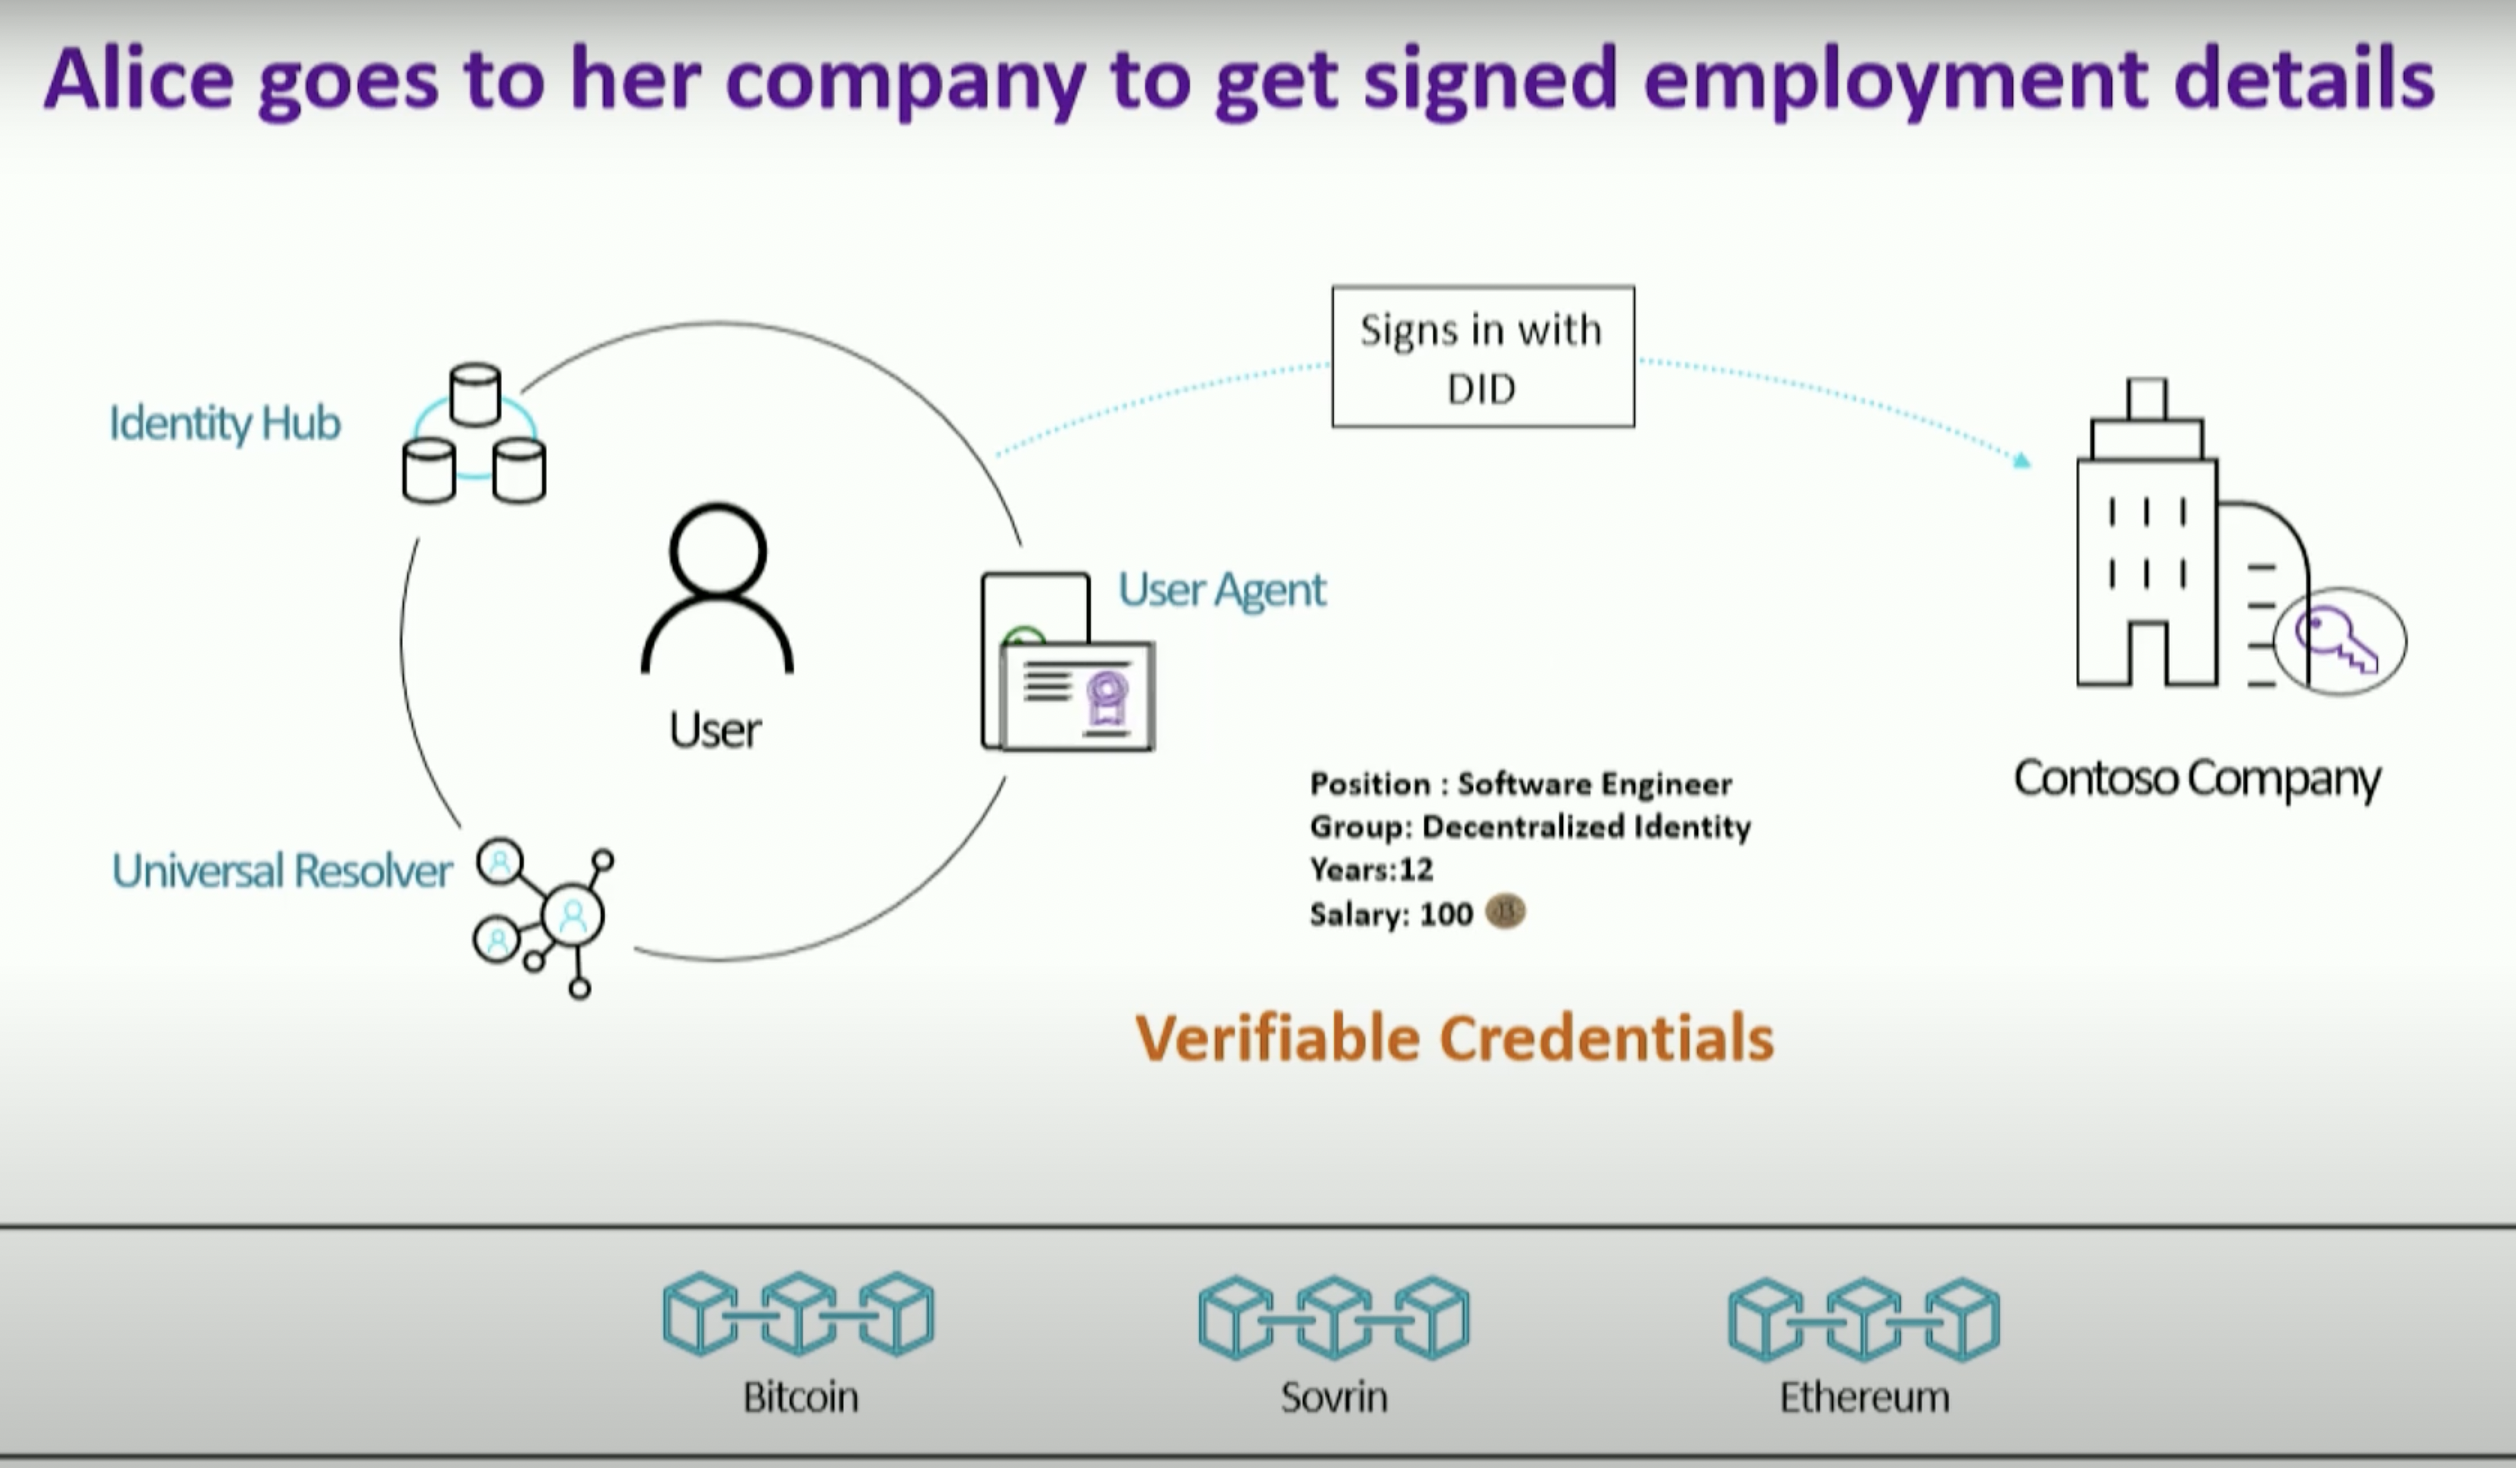 Alice goes to her company to get signed employment details
Signs in with
DID
Identity Hub
User Agent
User
Universal Resolver
Contoso Company
Position : Software Engineer
Group: Decentralized Identity
Years:12
Salary: 100
Verifiable Credentials
Bitcoin
Sovrin
Ethereum